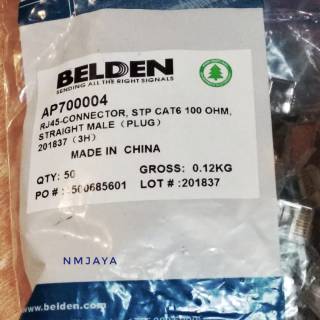 BELDEN
SENDING ALL THE RIGHT SIGNALS
AP700004
RJ45-CONNECTOR, STP CAT6 100 OHM,
STRAIGHT MALE (PLUG)
201837 (3H)
MADE IN CHINA
QTY: 50 GROSS: 0.12KG
PO # : 500685601 LOT # :201837
NMJAYA
www.belden.com